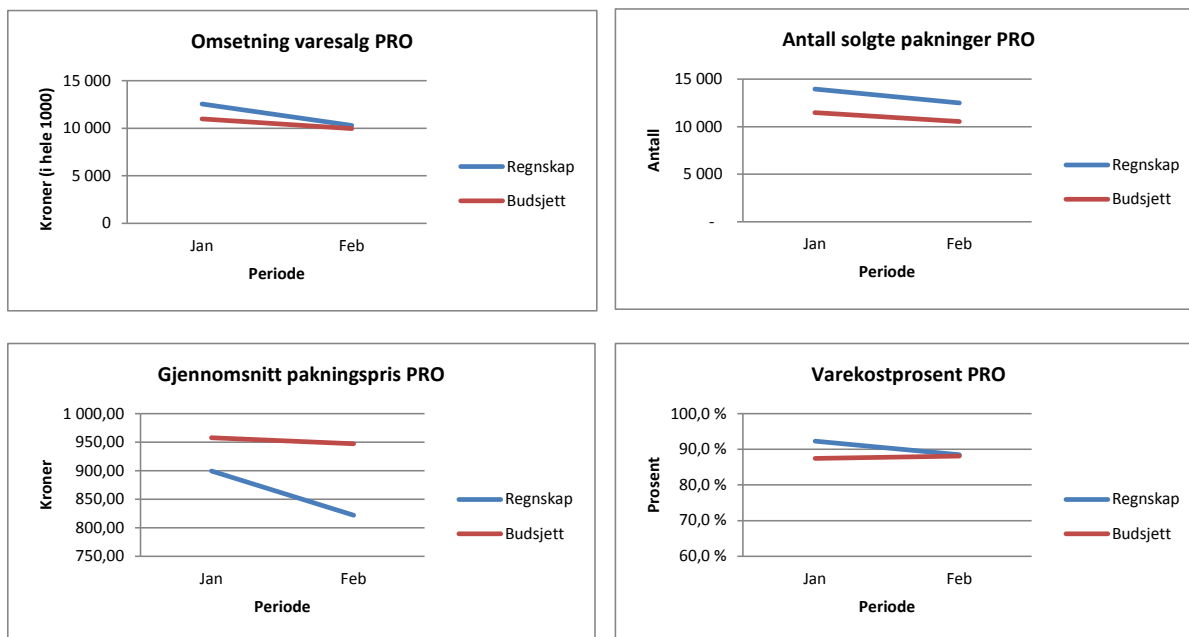 Omsetning varesalg PRO
Kroner (i hele 1000)
15 000
10 000
5 000
0
Jan
Feb
Periode
Regnskap
Budsjett
Antall solgte pakninger PRO
Antall
15 000
10 000
5 000
-
Jan
Feb
Periode
Regnskap
Budsjett
Gjennomsnitt pakningspris PRO
Kroner
1 000,00
950,00
900,00
850,00
800,00
750,00
Jan
Feb
Periode
Regnskap
Budsjett
Varekostprosent PRO
Prosent
100,0 %
90,0 %
80,0 %
70,0 %
60,0 %
Jan
Feb
Periode
Regnskap
Budsjett